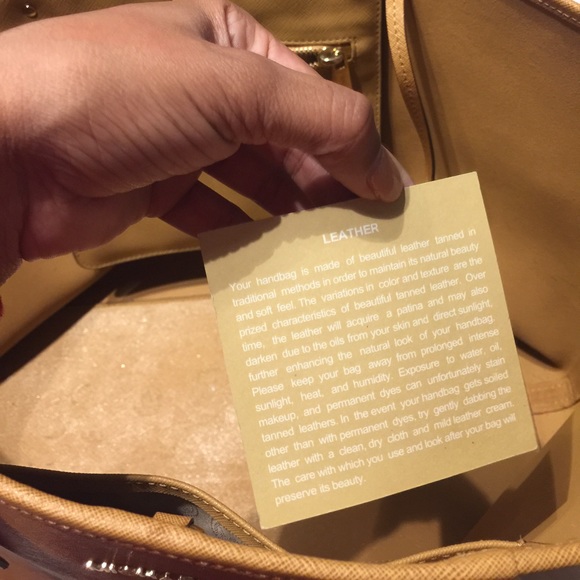 LEATHER
Your handbag is made of beautiful leather tanned in
traditional methods in order to maintain its natural beauty
and soft feel. The variations in color and texture are the
prized characteristics of beautiful tanned leather. Over
time, the leather will acquire a patina and may also
darken due to the oils from your skin and direct sunlight,
further enhancing the natural look of your handbag.
Please keep your bag away from prolonged intense
sunlight, heat, and humidity. Exposure to water, oil,
makeup, and permanent dyes can unfortunately stain
tanned leathers. In the event your handbag gets soiled
other than with permanent dyes, try gently dabbing the
leather with a clean, dry cloth and mild leather cream.
The care with which you use and look after your bag will
preserve its beauty.